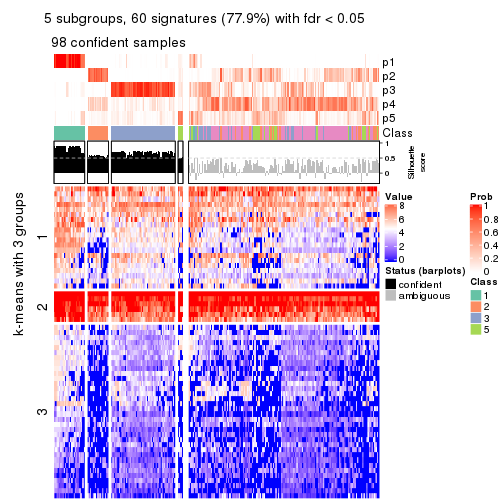 5 subgroups, 60 signatures (77.9%) with fdr < 0.05
98 confident samples
p1
p2
p3
p4
p5
Class
1
0.5
0
Silhouette
score
k-means with 3 groups
1
2
3
Value
8
6
4
2
0
Prob
1
0.8
0.6
0.4
0.2
0
Status (barplots)
confident
ambiguous
Class
1
2
3
5